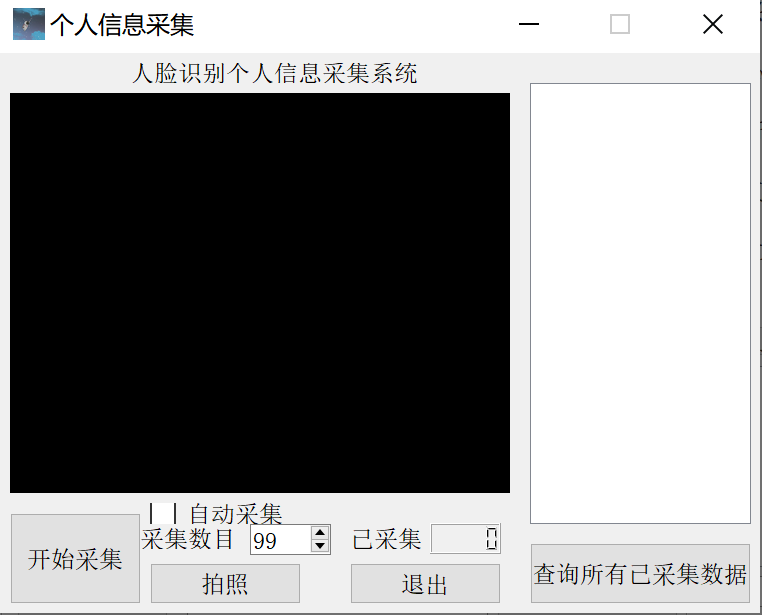 个人信息采集
人脸识别个人信息采集系统
自动采集
采集数目 99
已采集 0
开始采集
拍照
退出
查询所有已采集数据